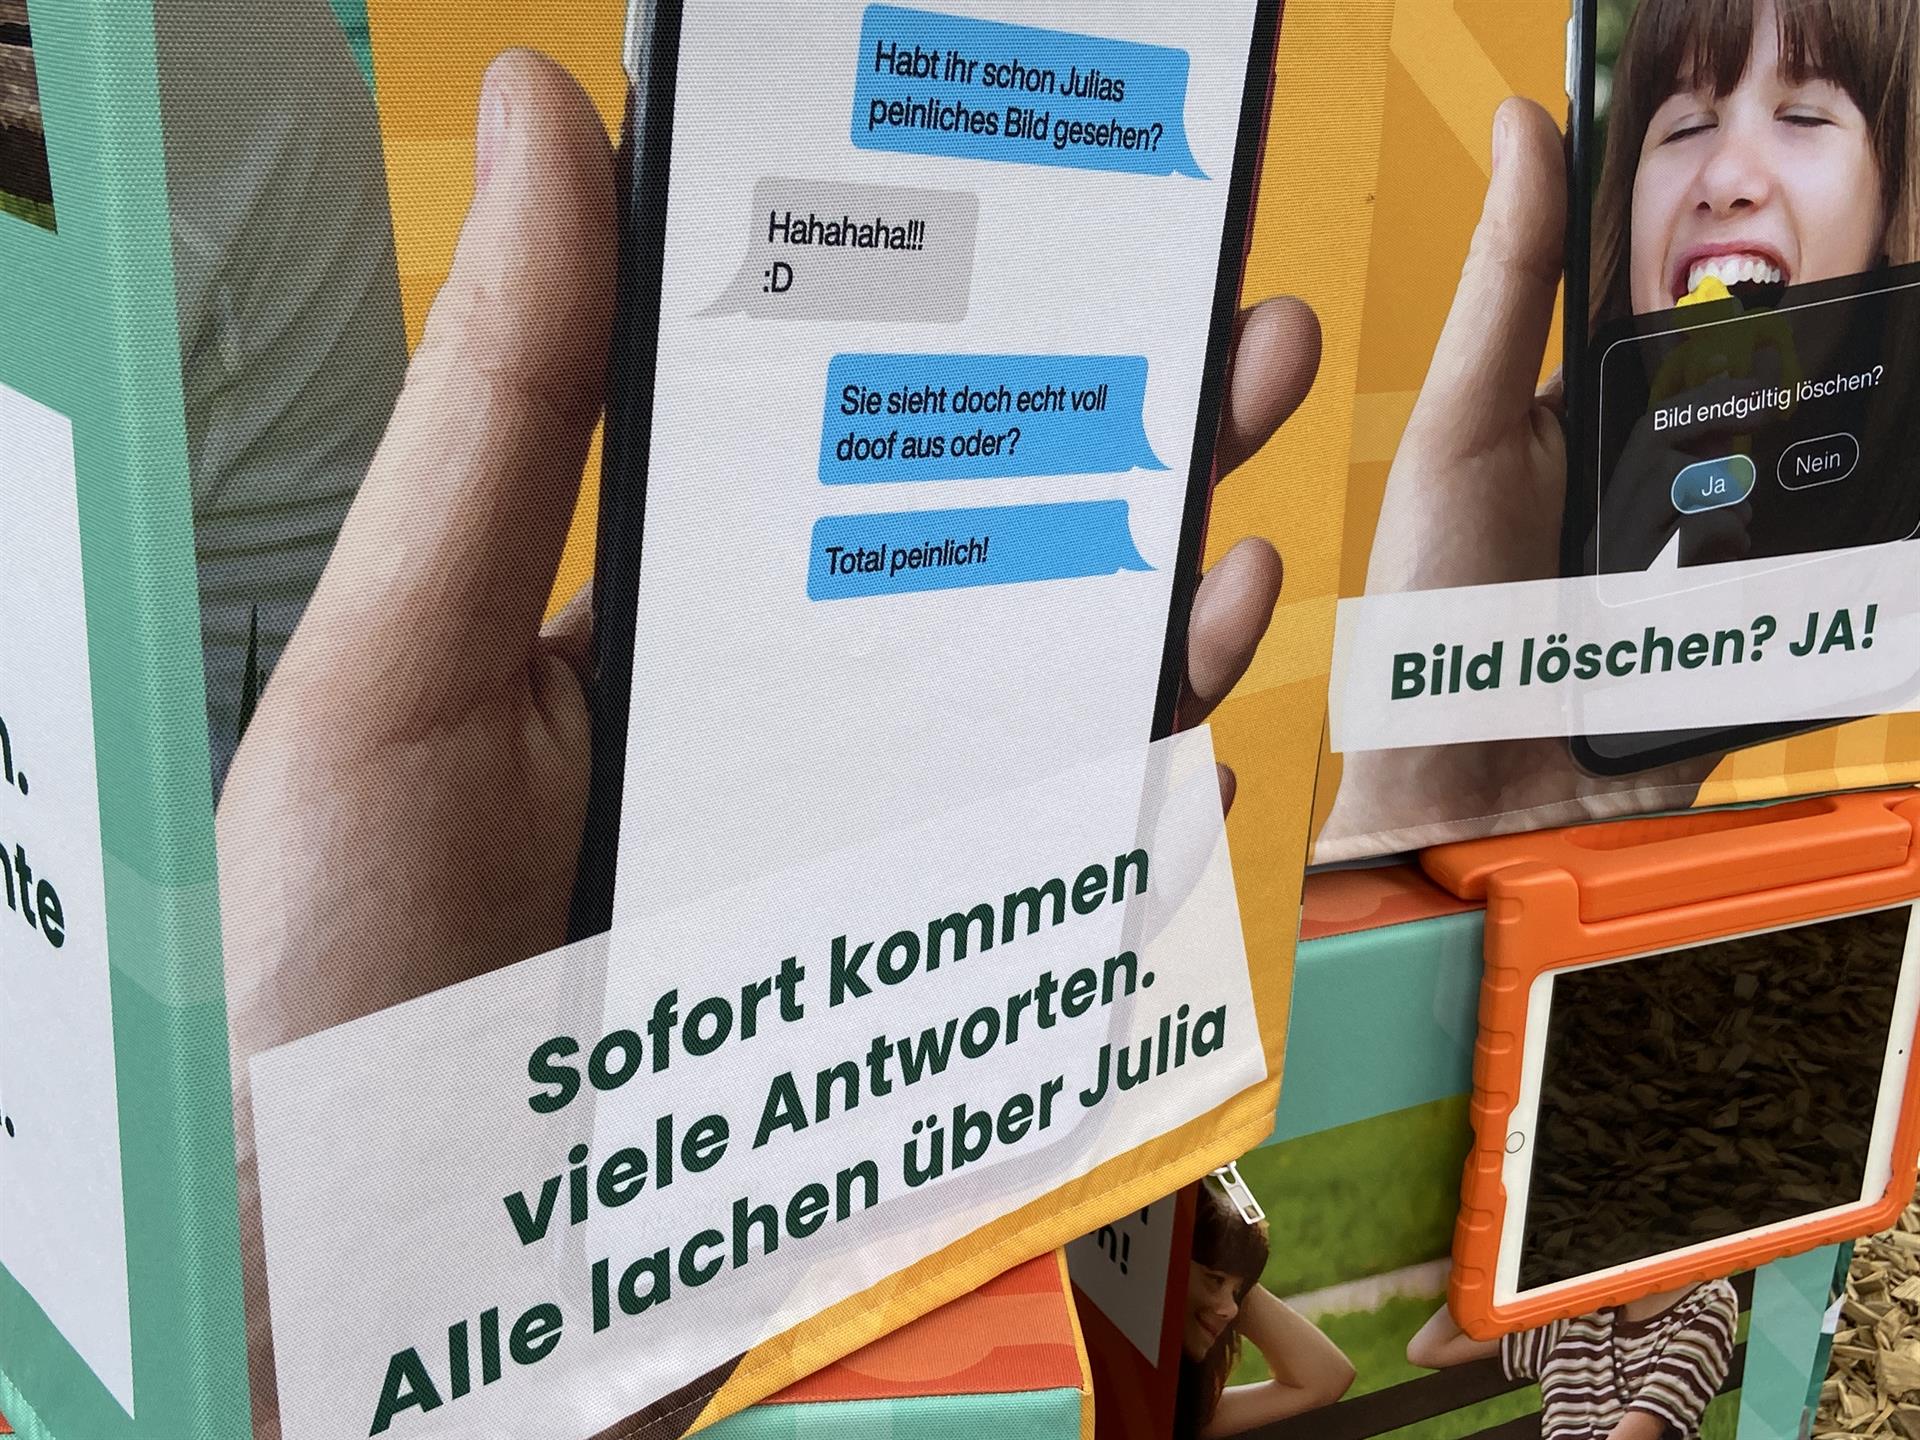 Habt ihr schon Julias
peinliches Bild gesehen?
Hahahaha!!!
:D
Sie sieht doch echt voll
doof aus oder?
Total peinlich!
Sofort kommen
viele Antworten.
Alle lachen über Julia
Bild endgültig löschen?
Ja
Nein
Bild löschen? JA!